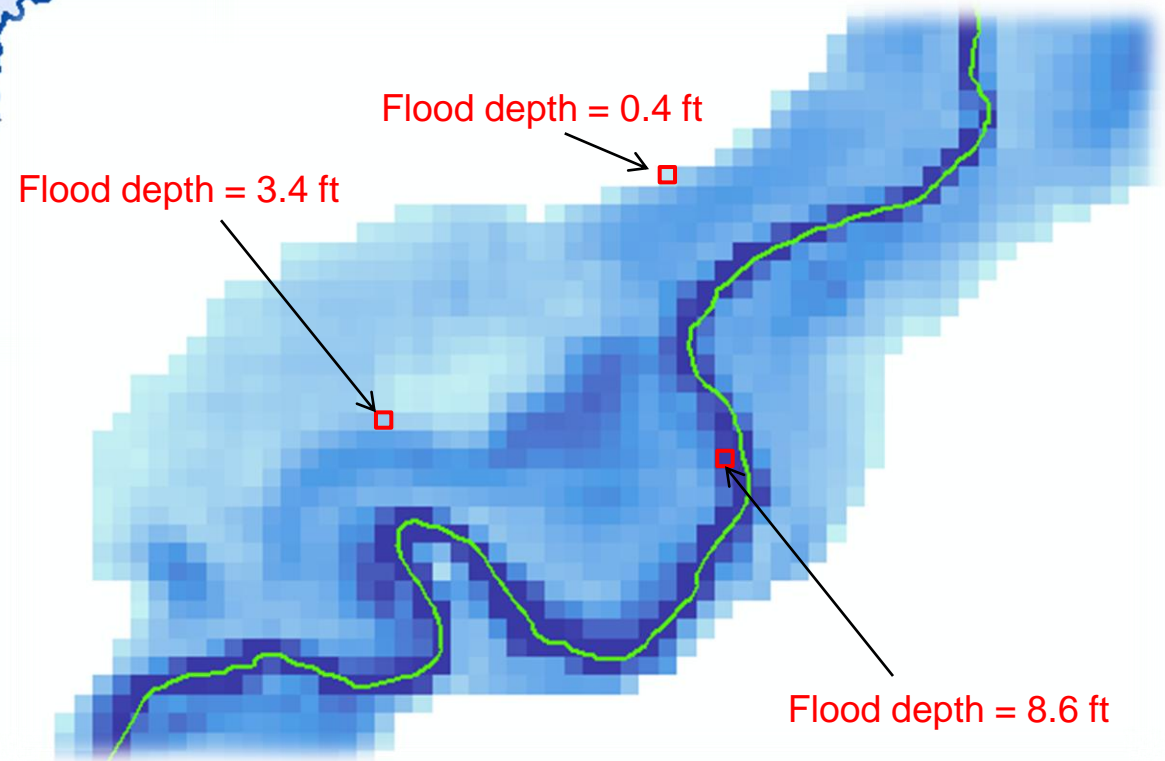 Flood depth = 0.4 ft
Flood depth = 3.4 ft
Flood depth = 8.6 ft